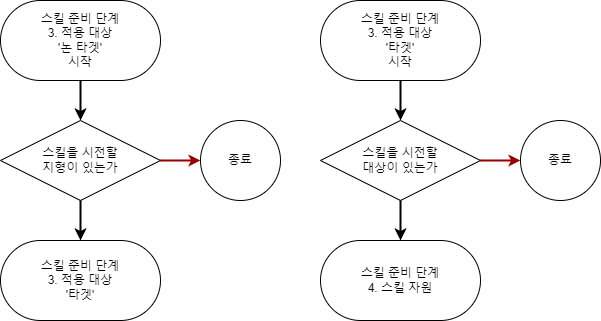 스킬 준비 단계
3. 적용 대상
'논 타겟'
시작
스킬을 시전할
지형이 있는가
종료
스킬 준비 단계
3. 적용 대상
'타겟'
스킬 준비 단계
3. 적용 대상
'타겟'
시작
스킬을 시전할
대상이 있는가
종료
스킬 준비 단계
4. 스킬 자원